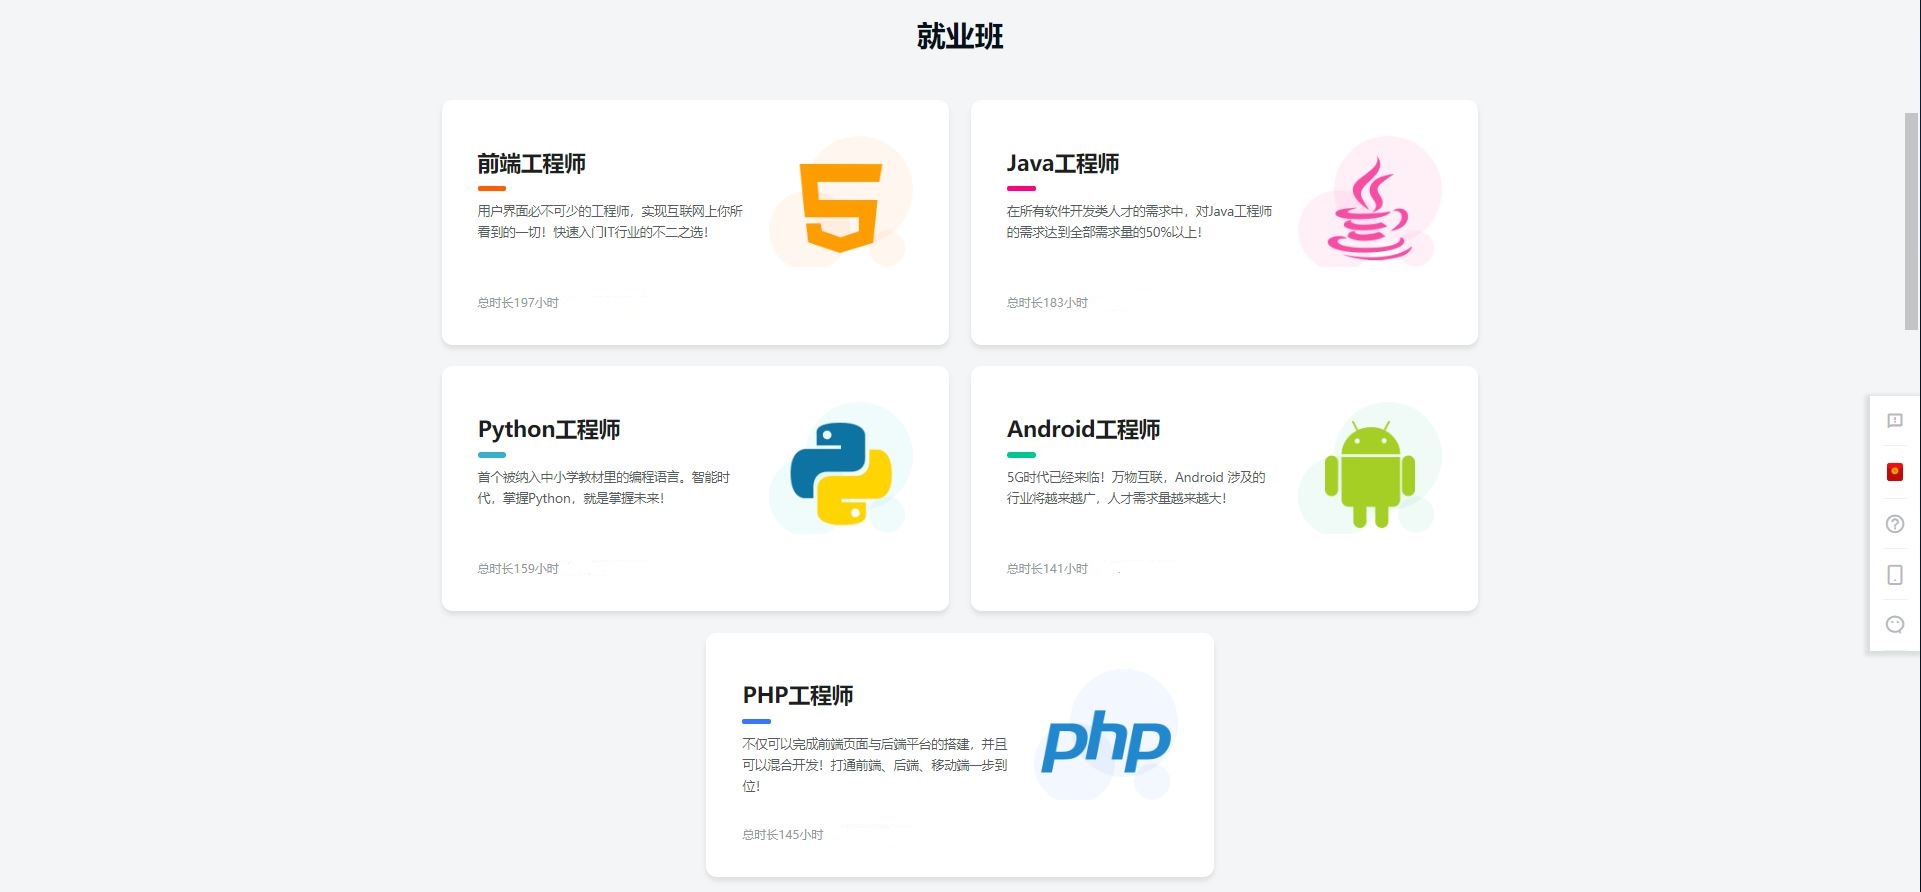 就业班
前端工程师
用户界面必不可少的工程师，实现互联网上你所
看到的一切！快速入门IT行业的不二之选！
总时长197小时
Java工程师
在所有软件开发类人才的需求中，对Java工程师
的需求达到全部需求量的50%以上！
总时长183小时
Python工程师
首个被纳入中小学教材里的编程语言。智能时
代，掌握Python，就是掌握未来！
总时长159小时
Android工程师
5G时代已经来临！万物互联，Android 涉及的
行业将越来越广，人才需求量越来越大！
总时长141小时
PHP工程师
不仅可以完成前端页面与后端平台的搭建，并且
可以混合开发！打通前端、后端、移动端一步到
位！
php
总时长145小时